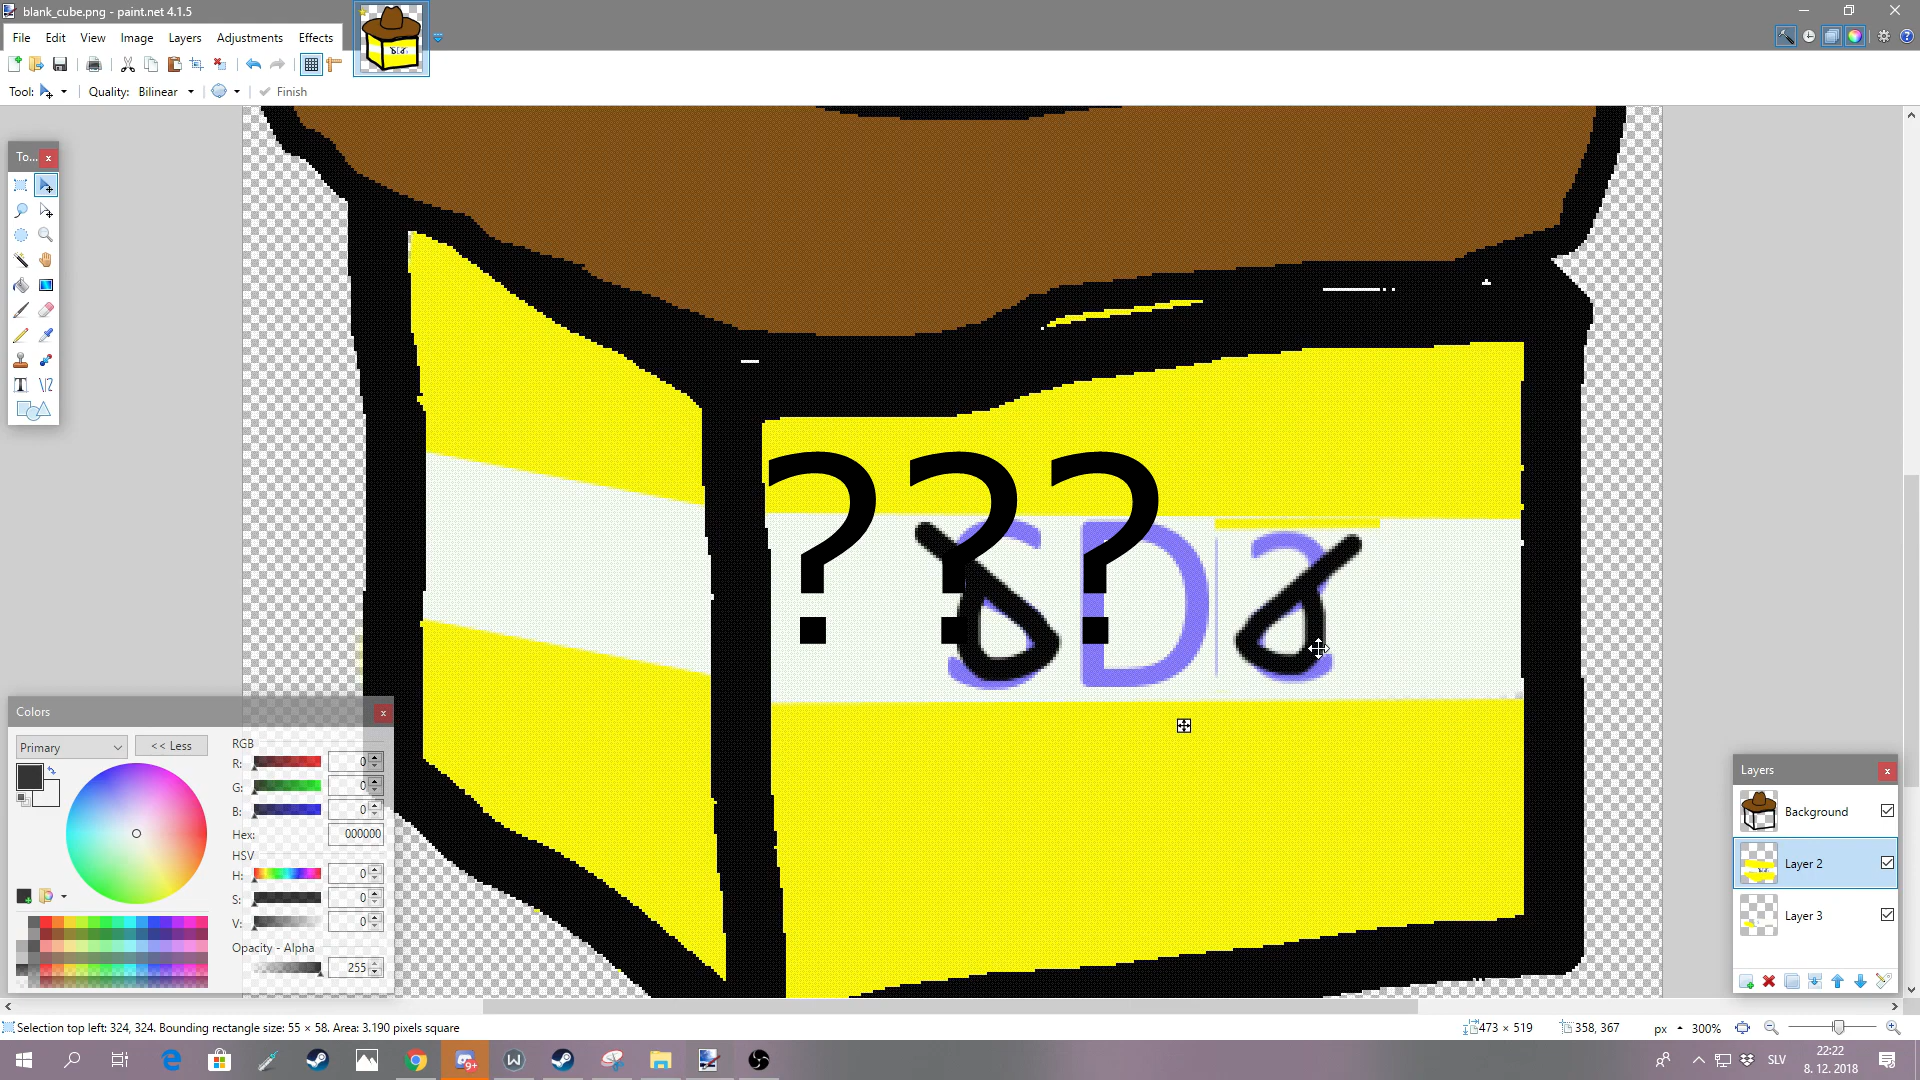 blank_cube.png - paint.net 4.1.5
File Edit View Image Layers Adjustments Effects
Tool: Quality: Bilinear Finish
To...
???
SD
Colors
Primary << Less RGB
R: 0
G: 0
B: 0
Hex: 000000
HSV
H: 0
S: 0
V: 0
Opacity - Alpha
255
Layers
Background
Layer 2
Layer 3
Selection top left: 324, 324. Bounding rectangle size: 55 × 58. Area: 3.190 pixels square 473 × 519 358, 367 px 300%
9+ SLV 22:22
8. 12. 2018